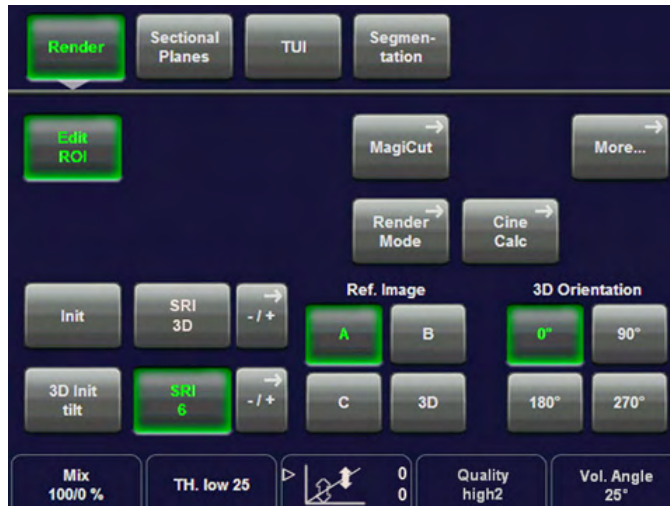 Render
Sectional
Planes
TUI
Segmen-
tation
Edit
ROI
MagiCut
More...
Render
Mode
Cine
Calc
Ref. Image
3D Orientation
Init
SRI
3D
- / +
A
B
0°
90°
3D Init
tilt
SRI
6
- / +
C
3D
180°
270°
Mix
100/0 %
TH. low 25
0
0
Quality
high2
Vol. Angle
25°